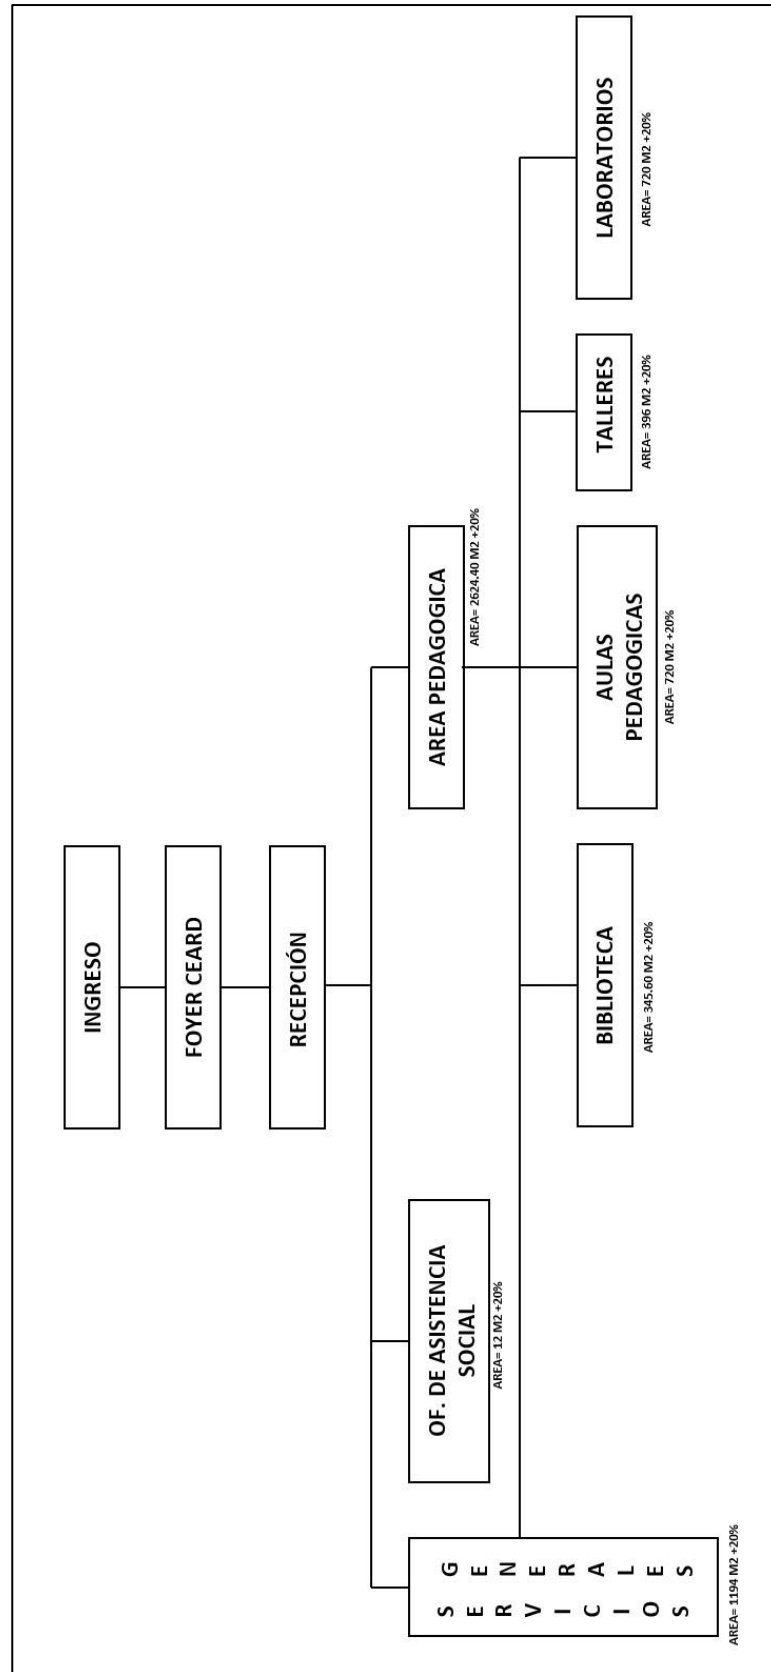 INGRESO
FOYER CEARD
RECEPCIÓN
S G
E E
R N
V E
I R
C A
I L
O E
S S
AREA= 1194 M2 +20%
OF. DE ASISTENCIA
SOCIAL
AREA= 12 M2 +20%
AREA PEDAGOGICA
AREA= 2624.40 M2 +20%
BIBLIOTECA
AREA= 345.60 M2 +20%
AULAS
PEDAGOGICAS
AREA= 720 M2 +20%
TALLERES
AREA= 396 M2 +20%
LABORATORIOS
AREA= 720 M2 +20%